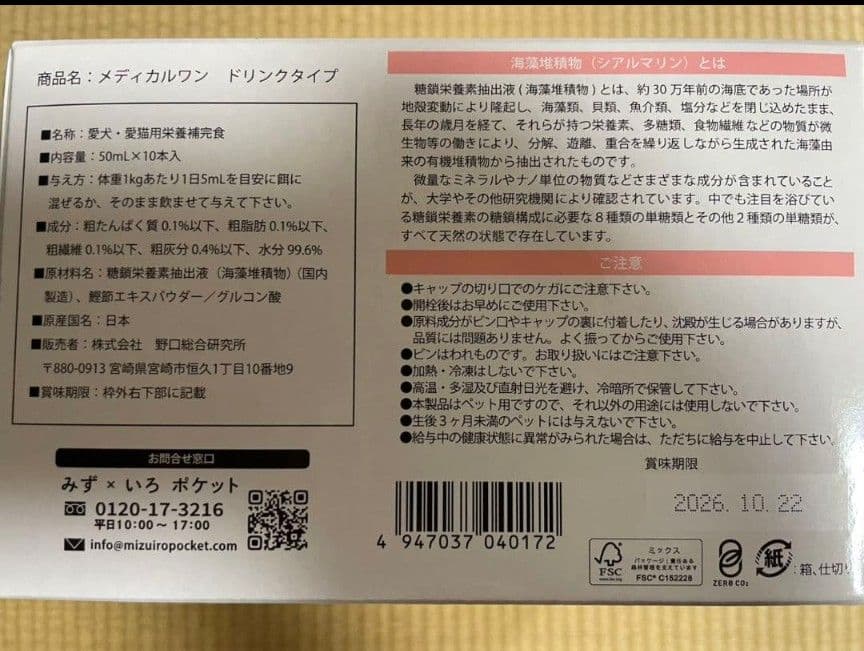 商品名：メディカルワン　ドリンクタイプ
■名称：愛犬・愛猫用栄養補完食
■内容量：50mL×10本入
■与え方：体重1kgあたり1日5mLを目安に餌に
混ぜるか、そのまま飲ませて与えて下さい。
■成分：粗たんぱく質 0.1%以下、粗脂肪 0.1%以下、
粗繊維 0.1%以下、粗灰分 0.4%以下、水分 99.6%
■原材料名：糖鎖栄養素抽出液（海藻堆積物）（国内
製造）、鰹節エキスパウダー／グルコン酸
■原産国名：日本
■販売者：株式会社　野口総合研究所
〒880-0913 宮崎県宮崎市恒久1丁目10番地9
■賞味期限：枠外右下部に記載
お問合せ窓口
みず×いろ ポケット
0120-17-3216
平日10:00～17:00
info@mizuiropocket.com
海藻堆積物（シアルマリン）とは
糖鎖栄養素抽出液（海藻堆積物）とは、約30万年前の海底であった場所が
地殻変動により隆起し、海藻類、貝類、魚介類、塩分などを閉じ込めたまま、
長年の歳月を経て、それらが持つ栄養素、多糖類、食物繊維などの物質が微
生物等の働きにより、分解、遊離、重合を繰り返しながら生成された海藻由
来の有機堆積物から抽出されたものです。
微量なミネラルやナノ単位の物質などさまざまな成分が含まれていること
が、大学やその他研究機関により確認されています。中でも注目を浴びてい
る糖鎖栄養素の糖鎖構成に必要な８種類の単糖類とその他２種類の単糖類が、
すべて天然の状態で存在しています。
ご注意
●キャップの切り口でのケガにご注意下さい。
●開栓後はお早めにご使用下さい。
●原料成分がビン口やキャップの裏に付着したり、沈殿が生じる場合がありますが、
品質には問題ありません。よく振ってからご使用下さい。
●ビンはわれものです。お取り扱いにはご注意下さい。
●加熱・冷凍はしないで下さい。
●高温・多湿及び直射日光を避け、冷暗所で保管して下さい。
●本製品はペット用ですので、それ以外の用途には使用しないで下さい。
●生後３ヶ月未満のペットには与えないで下さい。
●給与中の健康状態に異常がみられた場合は、ただちに給与を中止して下さい。
賞味期限
2026.10.22
4 947037 040172
FSC
www.fsc.org
ミックス
パッケージ｜責任ある
森林管理を支えています
FSC® C152228
ZERO CO₂
紙
：箱、仕切り